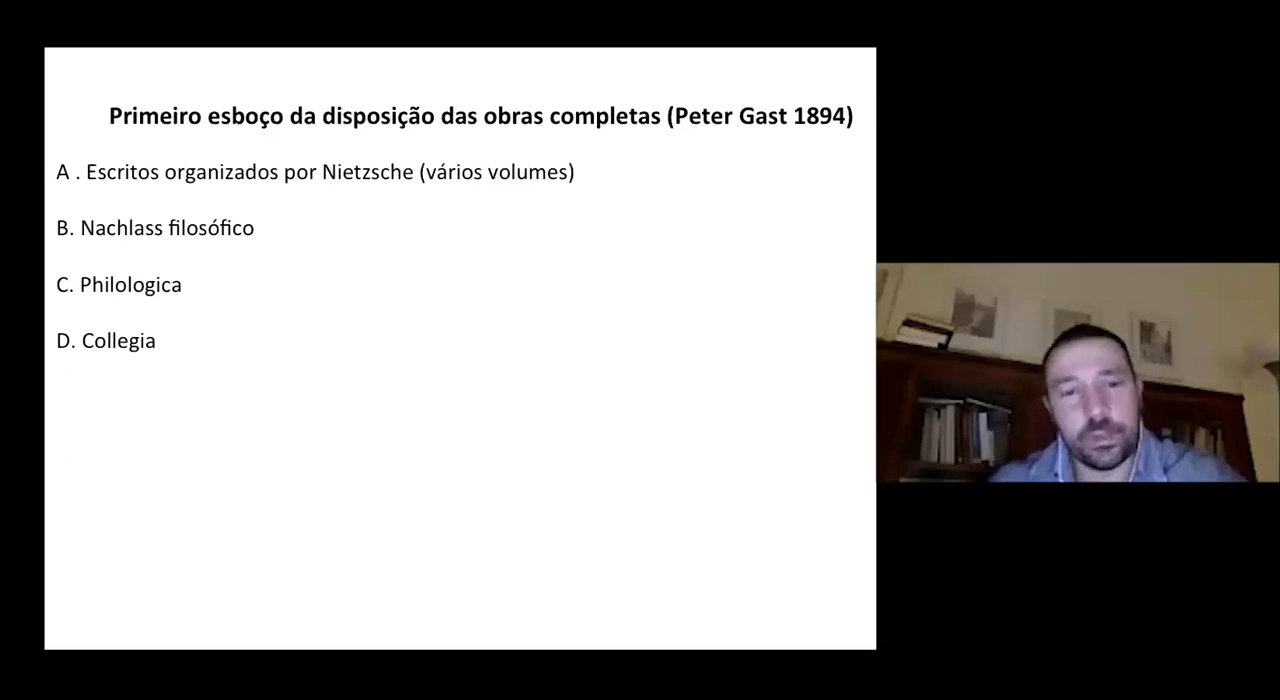 Primeiro esboço da disposição das obras completas (Peter Gast 1894)
A . Escritos organizados por Nietzsche (vários volumes)
B. Nachlass filosófico
C. Philologica
D. Collegia